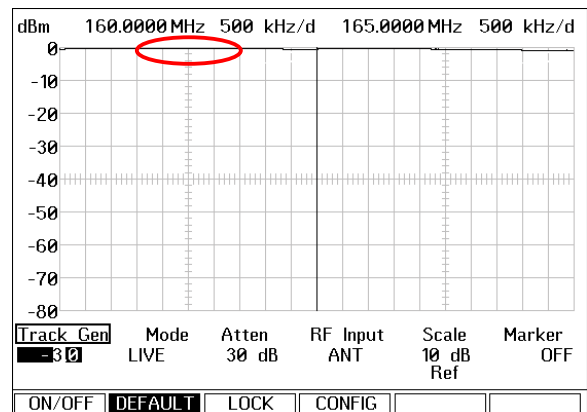 dBm 160.0000 MHz 500 kHz/d 165.0000 MHz 500 kHz/d
0
-10
-20
-30
-40
-50
-60
-70
-80
Track Gen Mode Atten RF Input Scale Marker
-30 LIVE 30 dB ANT 10 dB OFF
Ref
ON/OFF DEFAULT LOCK CONFIG